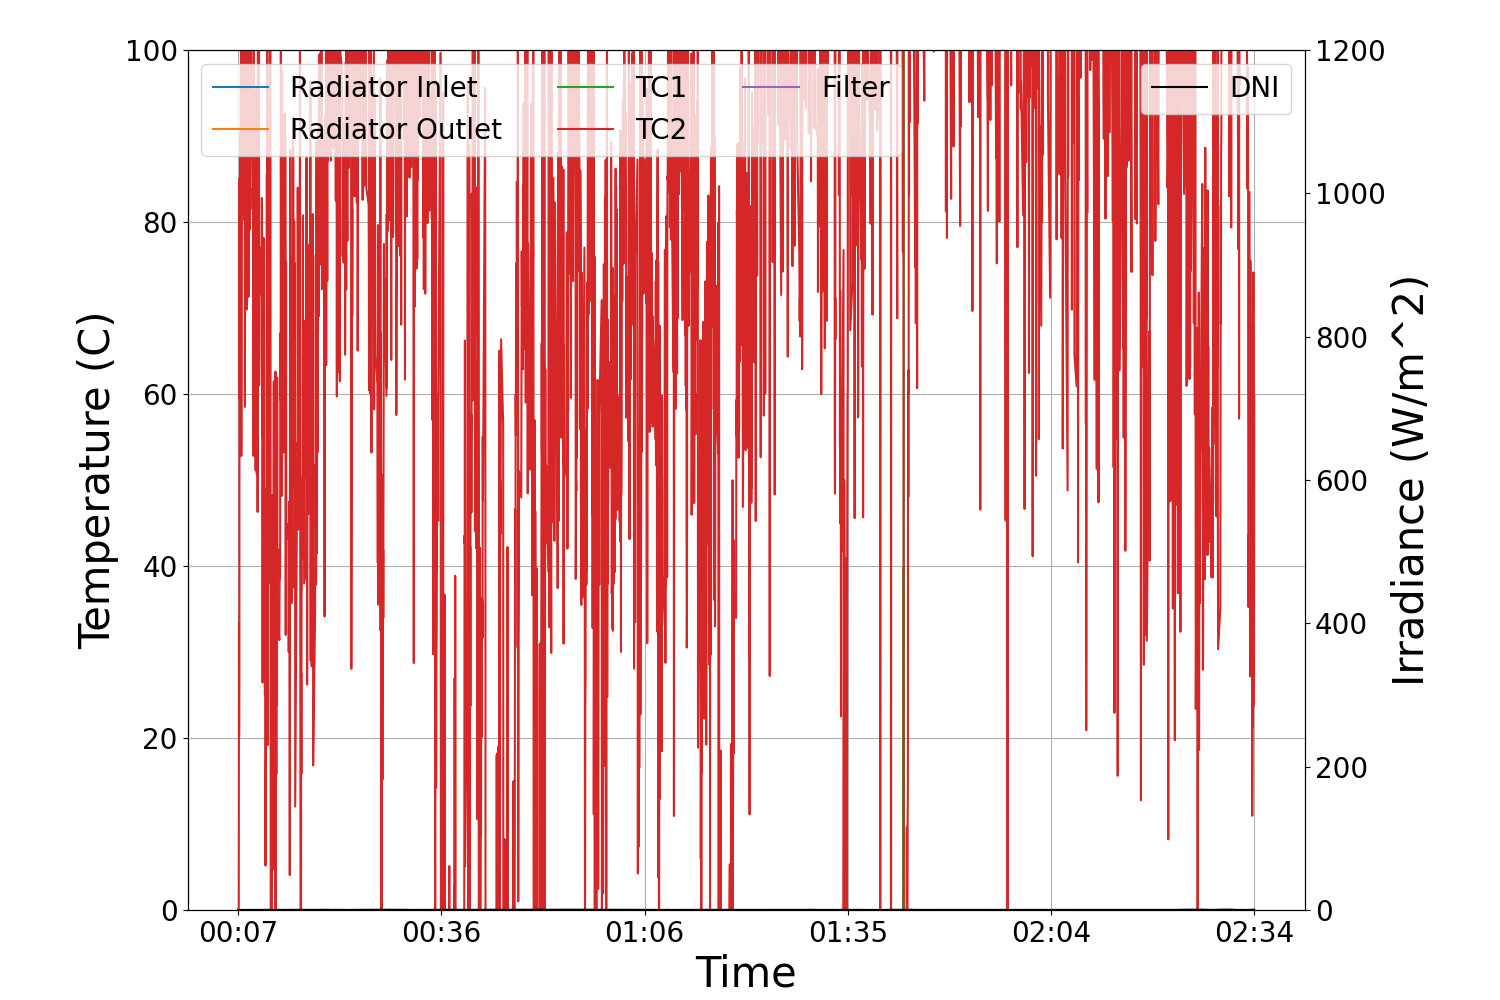 100
80
60
40
20
0
Temperature (C)
Radiator Inlet
Radiator Outlet
TC1
TC2
Filter
DNI
1200
1000
800
600
400
200
0
Irradiance (W/m^2)
00:07
00:36
01:06
01:35
02:04
02:34
Time